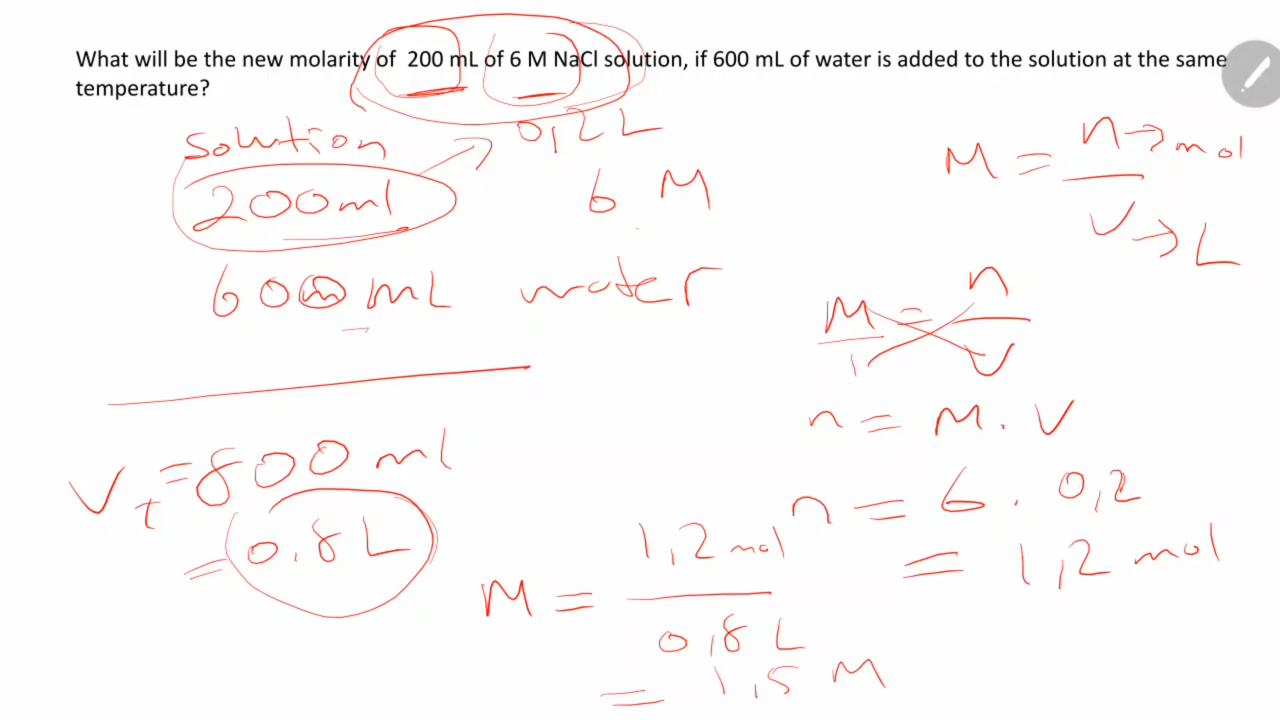 What will be the new molarity of 200 mL of 6 M NaCl solution, if 600 mL of water is added to the solution at the same
temperature?
solution
200ml
0,2 L
6 M
600 mL water
Vt = 800 ml
= 0.8 L
M = n → mol
V → L
M = n
1 V
n = M . V
n = 6 . 0,2
= 1,2 mol
M = 1,2 mol
0,8 L
= 1,5 M